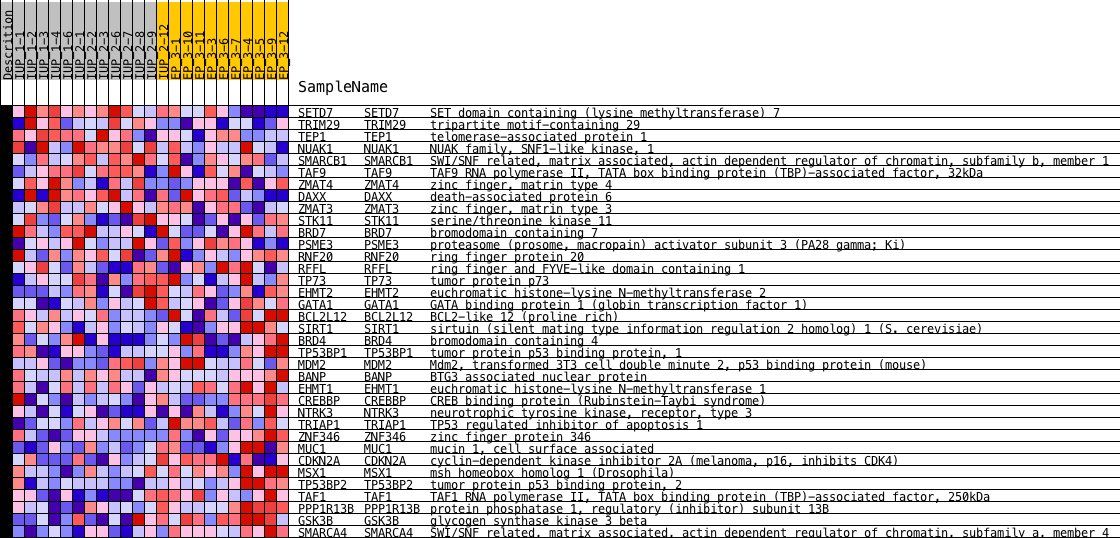 Descrition
IUP_1-1
IUP_1-2
IUP_1-3
IUP_1-4
IUP_1-6
IUP_2-1
IUP_2-2
IUP_2-3
IUP_2-6
IUP_2-7
IUP_2-8
IUP_2-9
IUP_2-12
EP_3-1
EP_3-10
EP_3-11
EP_3-3
EP_3-6
EP_3-7
EP_3-4
EP_3-5
EP_3-9
EP_3-12
SampleName
SETD7 SETD7 SET domain containing (lysine methyltransferase) 7
TRIM29 TRIM29 tripartite motif-containing 29
TEP1 TEP1 telomerase-associated protein 1
NUAK1 NUAK1 NUAK family, SNF1-like kinase, 1
SMARCB1 SMARCB1 SWI/SNF related, matrix associated, actin dependent regulator of chromatin, subfamily b, member 1
TAF9 TAF9 TAF9 RNA polymerase II, TATA box binding protein (TBP)-associated factor, 32kDa
ZMAT4 ZMAT4 zinc finger, matrin type 4
DAXX DAXX death-associated protein 6
ZMAT3 ZMAT3 zinc finger, matrin type 3
STK11 STK11 serine/threonine kinase 11
BRD7 BRD7 bromodomain containing 7
PSME3 PSME3 proteasome (prosome, macropain) activator subunit 3 (PA28 gamma; Ki)
RNF20 RNF20 ring finger protein 20
RFFL RFFL ring finger and FYVE-like domain containing 1
TP73 TP73 tumor protein p73
EHMT2 EHMT2 euchromatic histone-lysine N-methyltransferase 2
GATA1 GATA1 GATA binding protein 1 (globin transcription factor 1)
BCL2L12 BCL2L12 BCL2-like 12 (proline rich)
SIRT1 SIRT1 sirtuin (silent mating type information regulation 2 homolog) 1 (S. cerevisiae)
BRD4 BRD4 bromodomain containing 4
TP53BP1 TP53BP1 tumor protein p53 binding protein, 1
MDM2 MDM2 Mdm2, transformed 3T3 cell double minute 2, p53 binding protein (mouse)
BANP BANP BTG3 associated nuclear protein
EHMT1 EHMT1 euchromatic histone-lysine N-methyltransferase 1
CREBBP CREBBP CREB binding protein (Rubinstein-Taybi syndrome)
NTRK3 NTRK3 neurotrophic tyrosine kinase, receptor, type 3
TRIAP1 TRIAP1 TP53 regulated inhibitor of apoptosis 1
ZNF346 ZNF346 zinc finger protein 346
MUC1 MUC1 mucin 1, cell surface associated
CDKN2A CDKN2A cyclin-dependent kinase inhibitor 2A (melanoma, p16, inhibits CDK4)
MSX1 MSX1 msh homeobox homolog 1 (Drosophila)
TP53BP2 TP53BP2 tumor protein p53 binding protein, 2
TAF1 TAF1 TAF1 RNA polymerase II, TATA box binding protein (TBP)-associated factor, 250kDa
PPP1R13B PPP1R13B protein phosphatase 1, regulatory (inhibitor) subunit 13B
GSK3B GSK3B glycogen synthase kinase 3 beta
SMARCA4 SMARCA4 SWI/SNF related, matrix associated, actin dependent regulator of chromatin, subfamily a, member 4